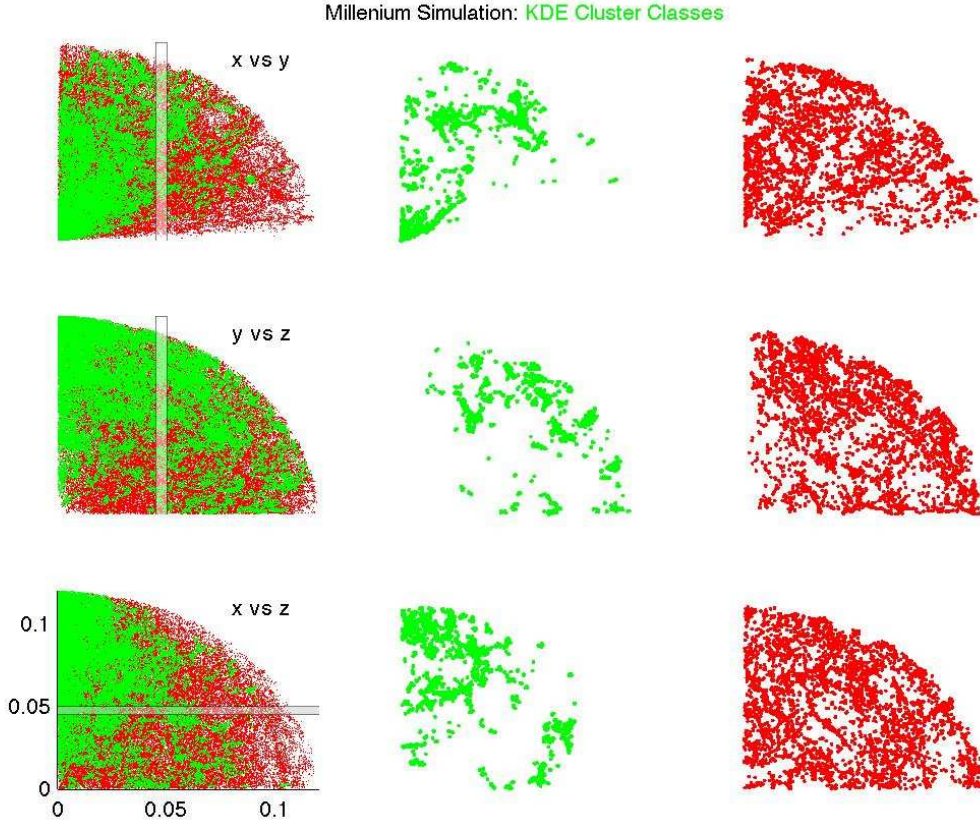 Millenium Simulation: KDE Cluster Classes
x vs y
y vs z
x vs z
0.1
0.05
0
0 0.05 0.1